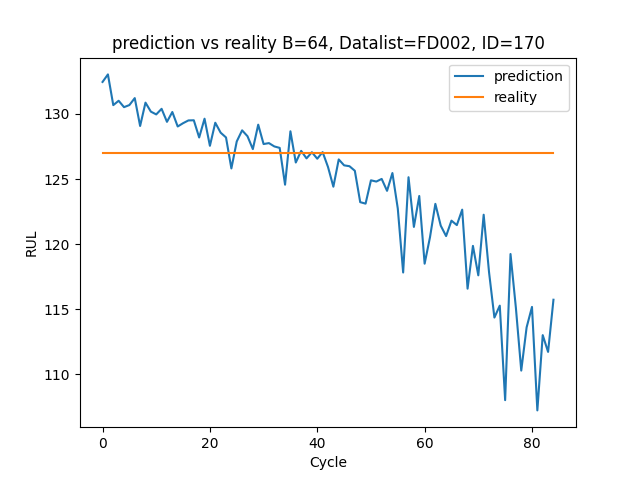 prediction vs reality B=64, Datalist=FD002, ID=170
prediction
reality
RUL
130
125
120
115
110
0 20 40 60 80
Cycle